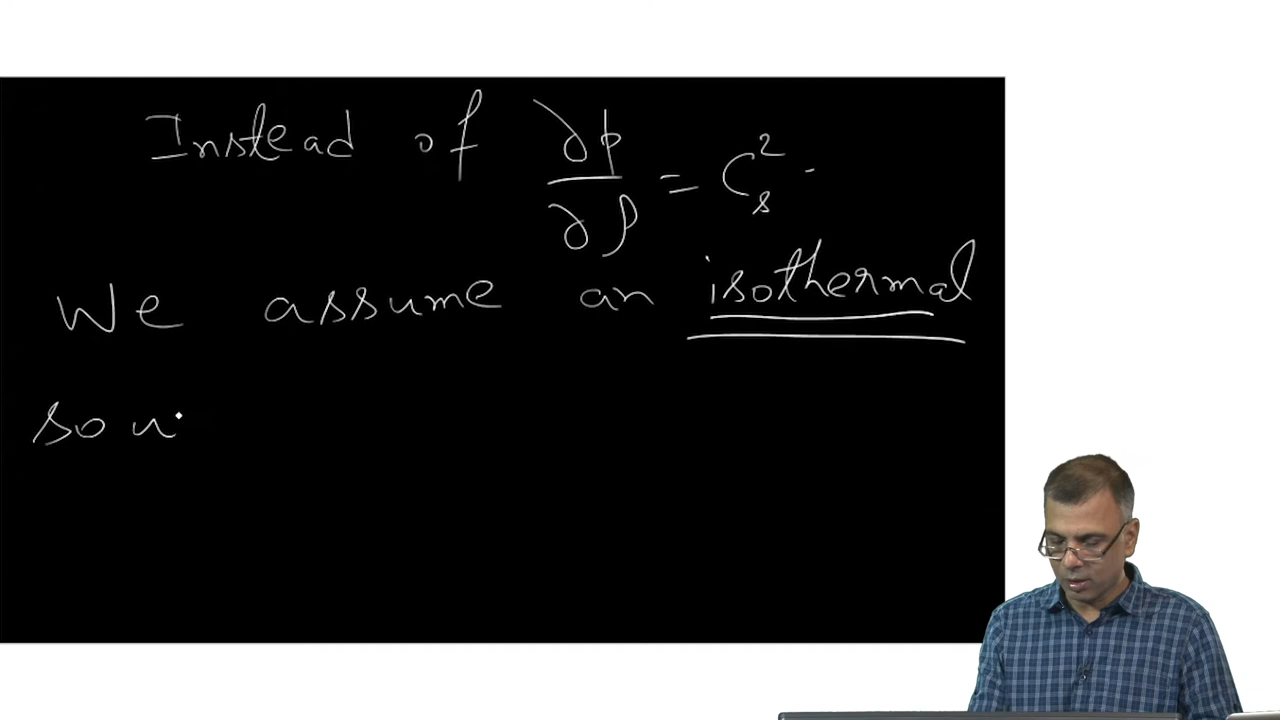 Instead of ∂p/∂ρ = c_s^2 .
We assume an isothermal
so u